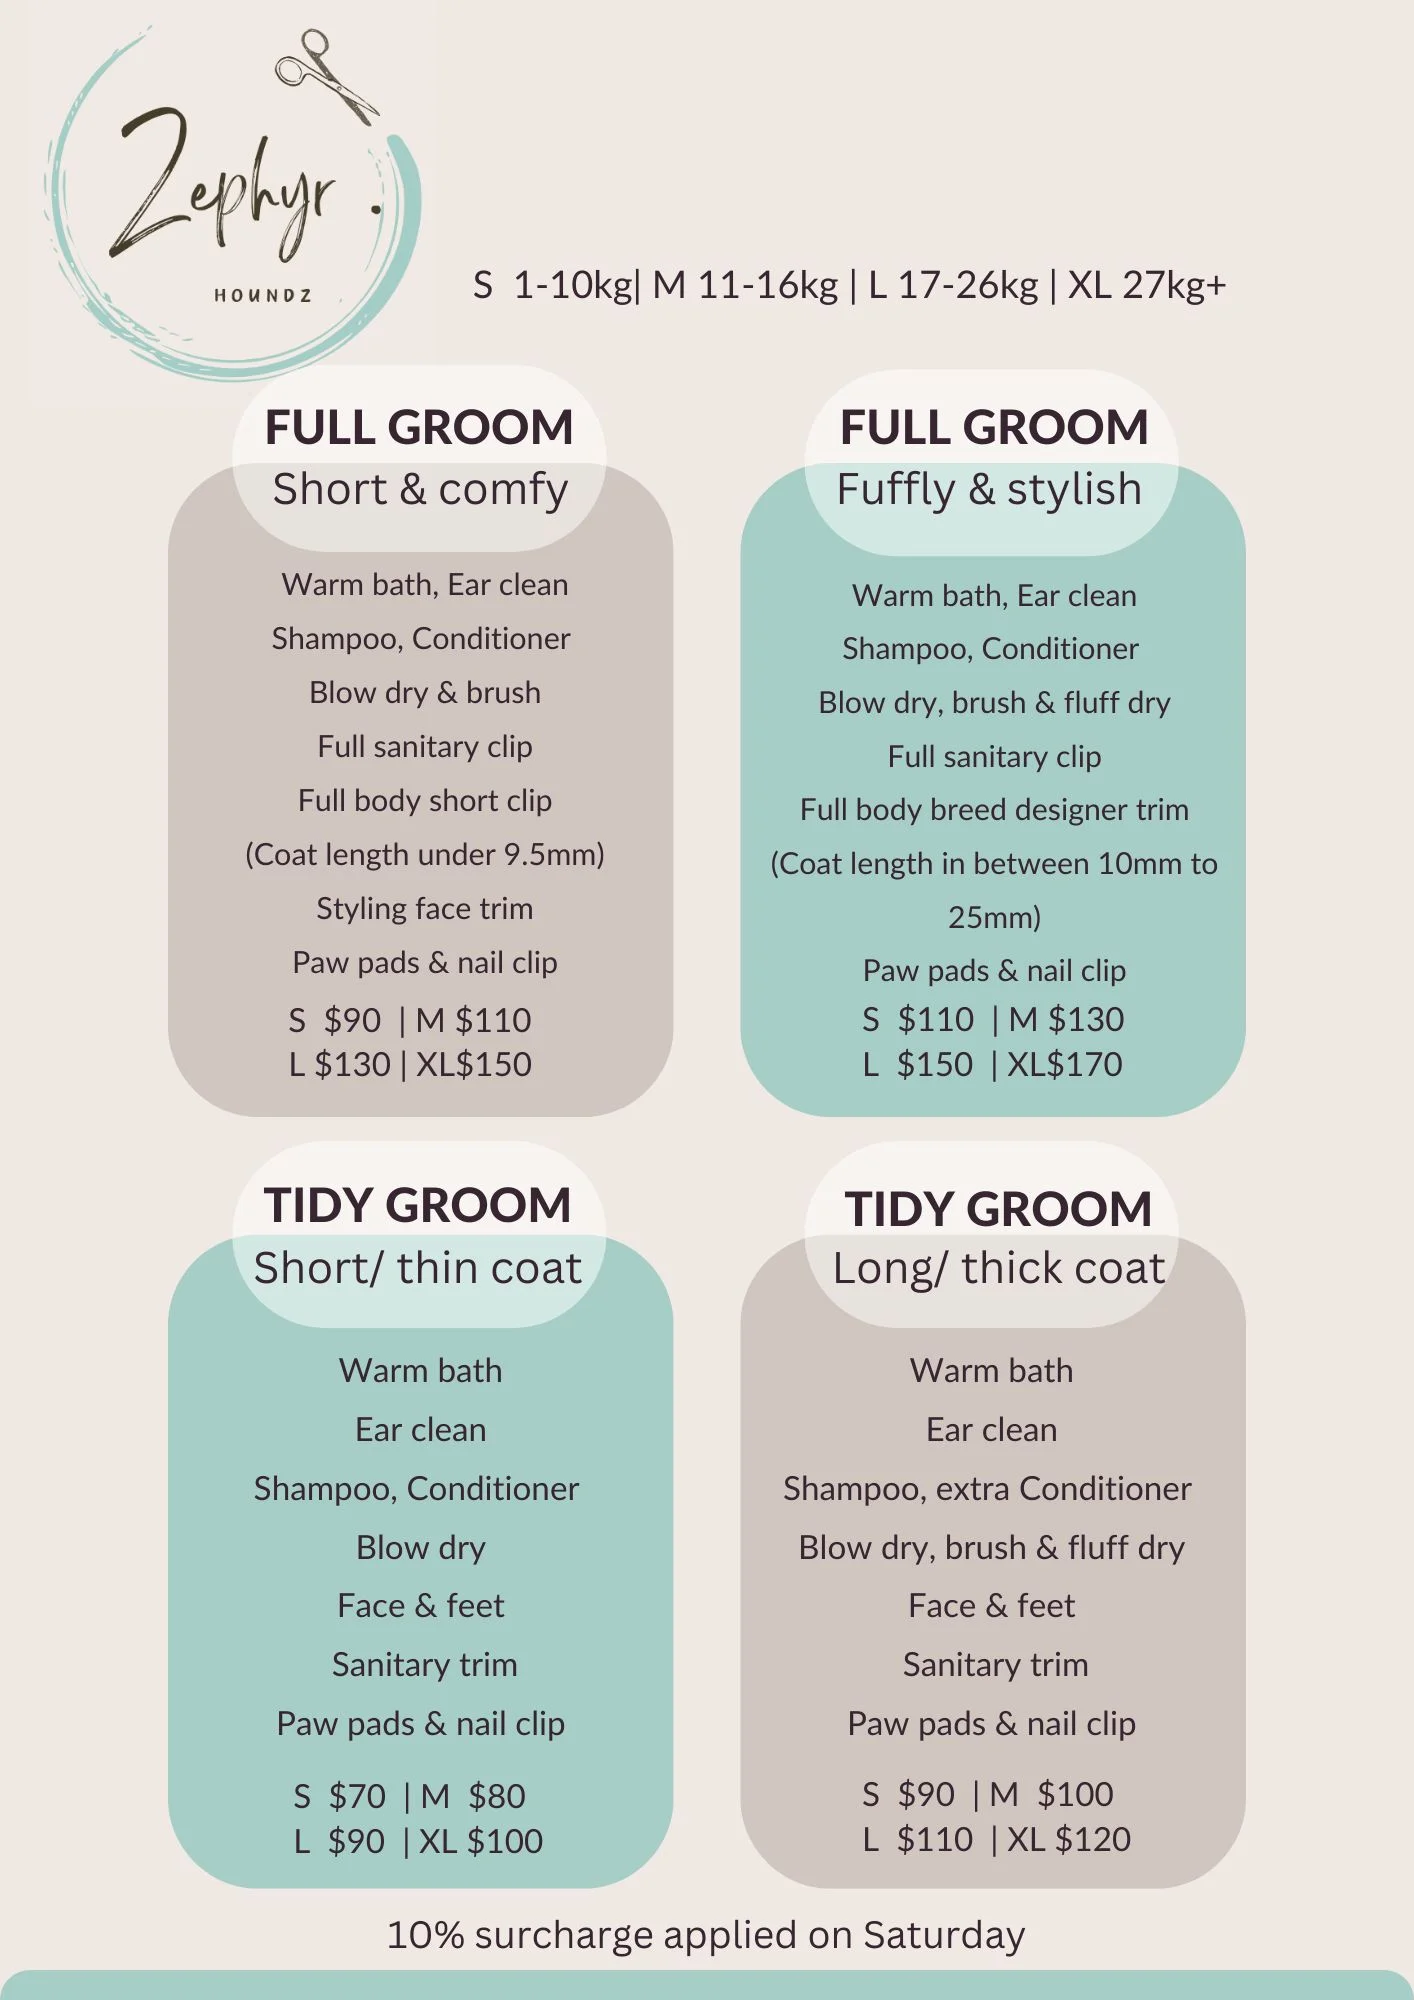 Zephyr .
HOUNDZ
S 1-10kg| M 11-16kg | L 17-26kg | XL 27kg+
FULL GROOM
Short & comfy
Warm bath, Ear clean
Shampoo, Conditioner
Blow dry & brush
Full sanitary clip
Full body short clip
(Coat length under 9.5mm)
Styling face trim
Paw pads & nail clip
S $90 | M $110
L $130 | XL$150
FULL GROOM
Fuffly & stylish
Warm bath, Ear clean
Shampoo, Conditioner
Blow dry, brush & fluff dry
Full sanitary clip
Full body breed designer trim
(Coat length in between 10mm to
25mm)
Paw pads & nail clip
S $110 | M $130
L $150 | XL$170
TIDY GROOM
Short/ thin coat
Warm bath
Ear clean
Shampoo, Conditioner
Blow dry
Face & feet
Sanitary trim
Paw pads & nail clip
S $70 | M $80
L $90 | XL $100
TIDY GROOM
Long/ thick coat
Warm bath
Ear clean
Shampoo, extra Conditioner
Blow dry, brush & fluff dry
Face & feet
Sanitary trim
Paw pads & nail clip
S $90 | M $100
L $110 | XL $120
10% surcharge applied on Saturday